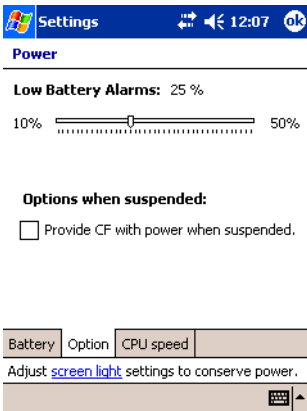 Settings 12:07 ok
Power
Low Battery Alarms: 25 %
10% 50%
Options when suspended:
Provide CF with power when suspended.
Battery Option CPU speed
Adjust screen light settings to conserve power.